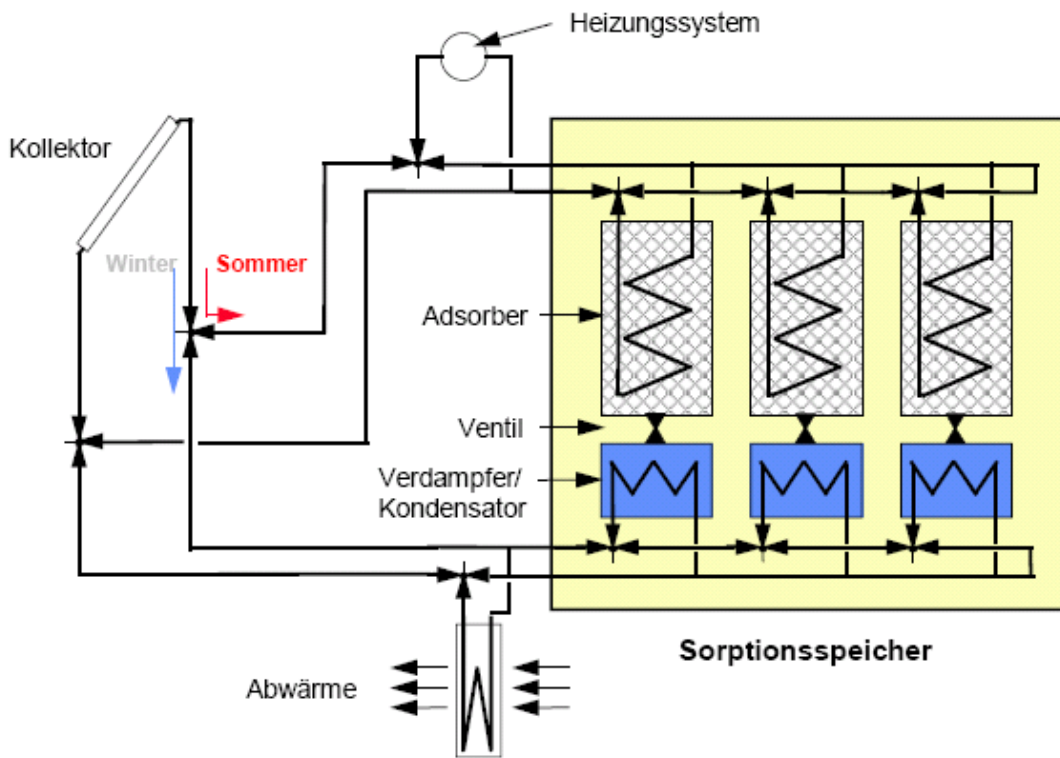 Heizungssystem
Kollektor
Winter
Sommer
Adsorber
Ventil
Verdampfer/
Kondensator
Sorptionsspeicher
Abwärme